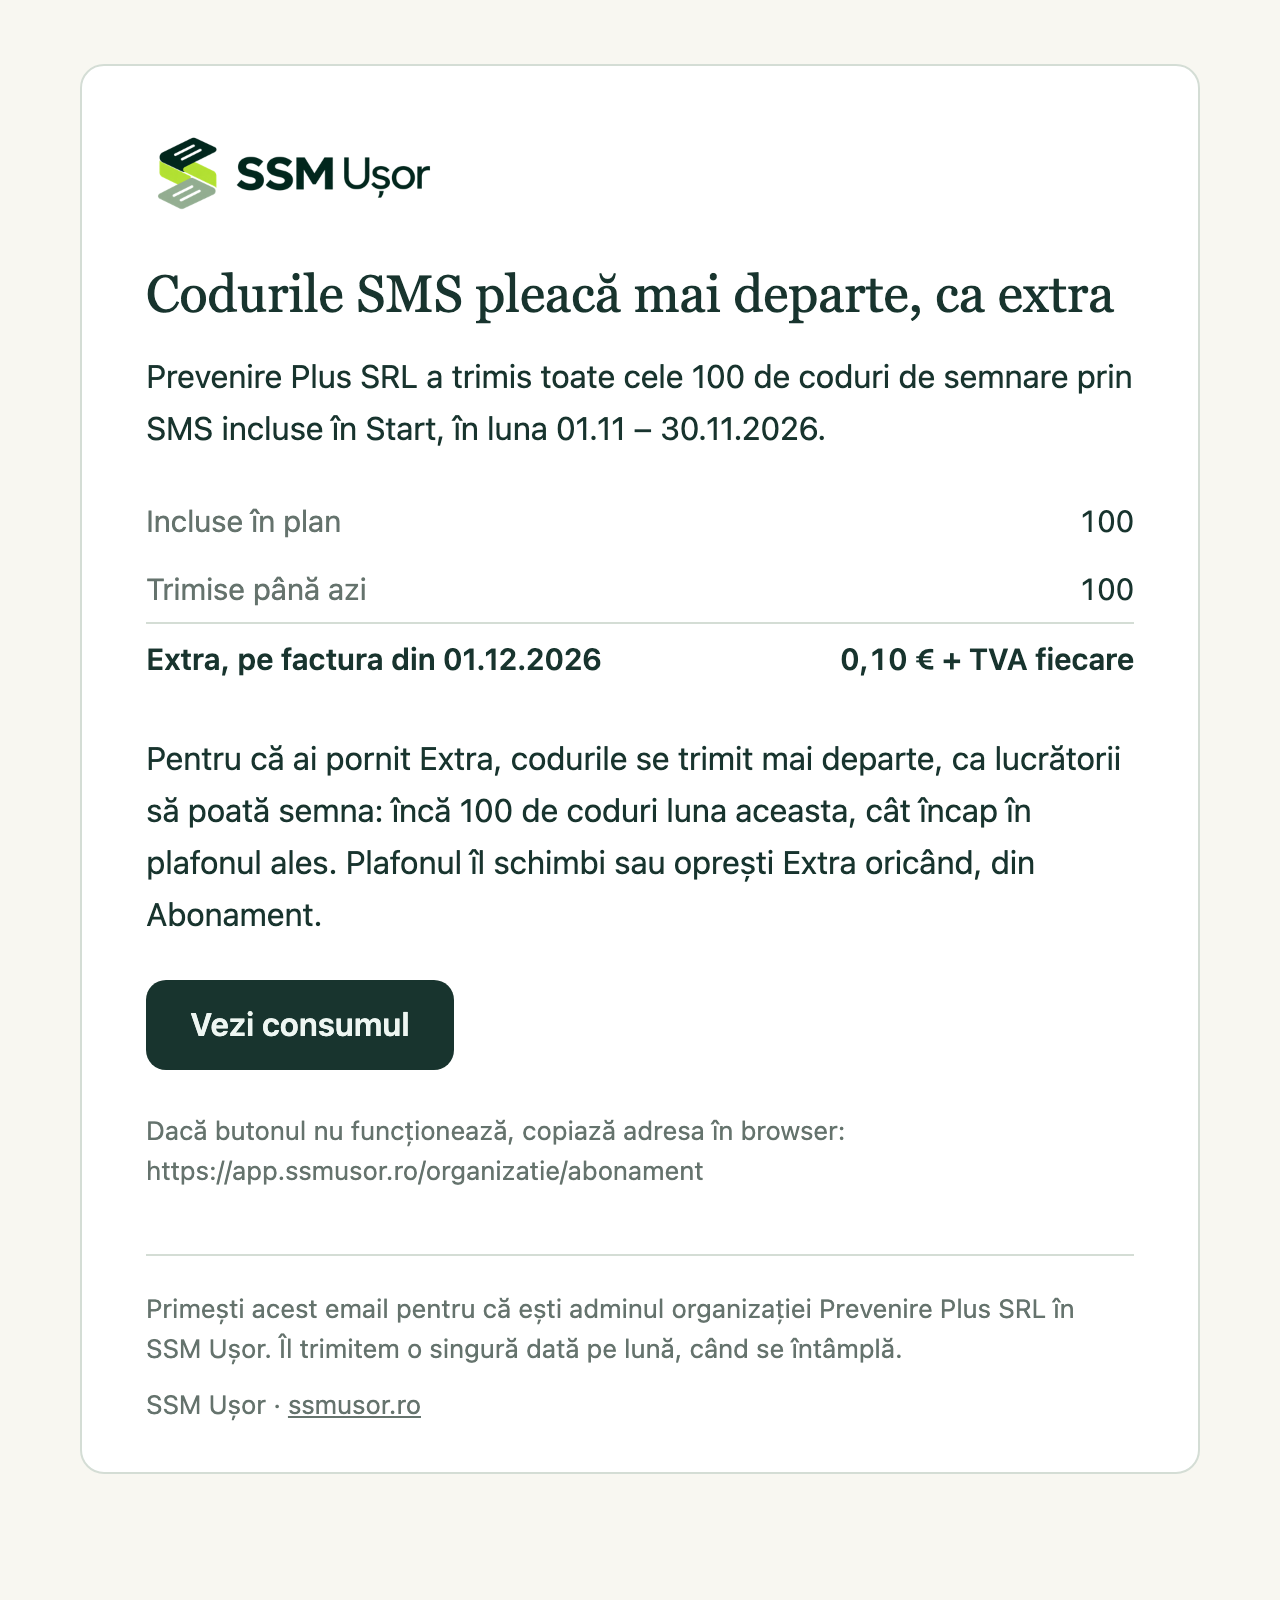 SSM Ușor
Codurile SMS pleacă mai departe, ca extra
Prevenire Plus SRL a trimis toate cele 100 de coduri de semnare prin
SMS incluse în Start, în luna 01.11 – 30.11.2026.
Incluse în plan 100
Trimise până azi 100
Extra, pe factura din 01.12.2026 0,10 € + TVA fiecare
Pentru că ai pornit Extra, codurile se trimit mai departe, ca lucrătorii
să poată semna: încă 100 de coduri luna aceasta, cât încap în
plafonul ales. Plafonul îl schimbi sau oprești Extra oricând, din
Abonament.
Vezi consumul
Dacă butonul nu funcționează, copiază adresa în browser:
https://app.ssmusor.ro/organizatie/abonament
Primești acest email pentru că ești adminul organizației Prevenire Plus SRL în
SSM Ușor. Îl trimitem o singură dată pe lună, când se întâmplă.
SSM Ușor · ssmusor.ro